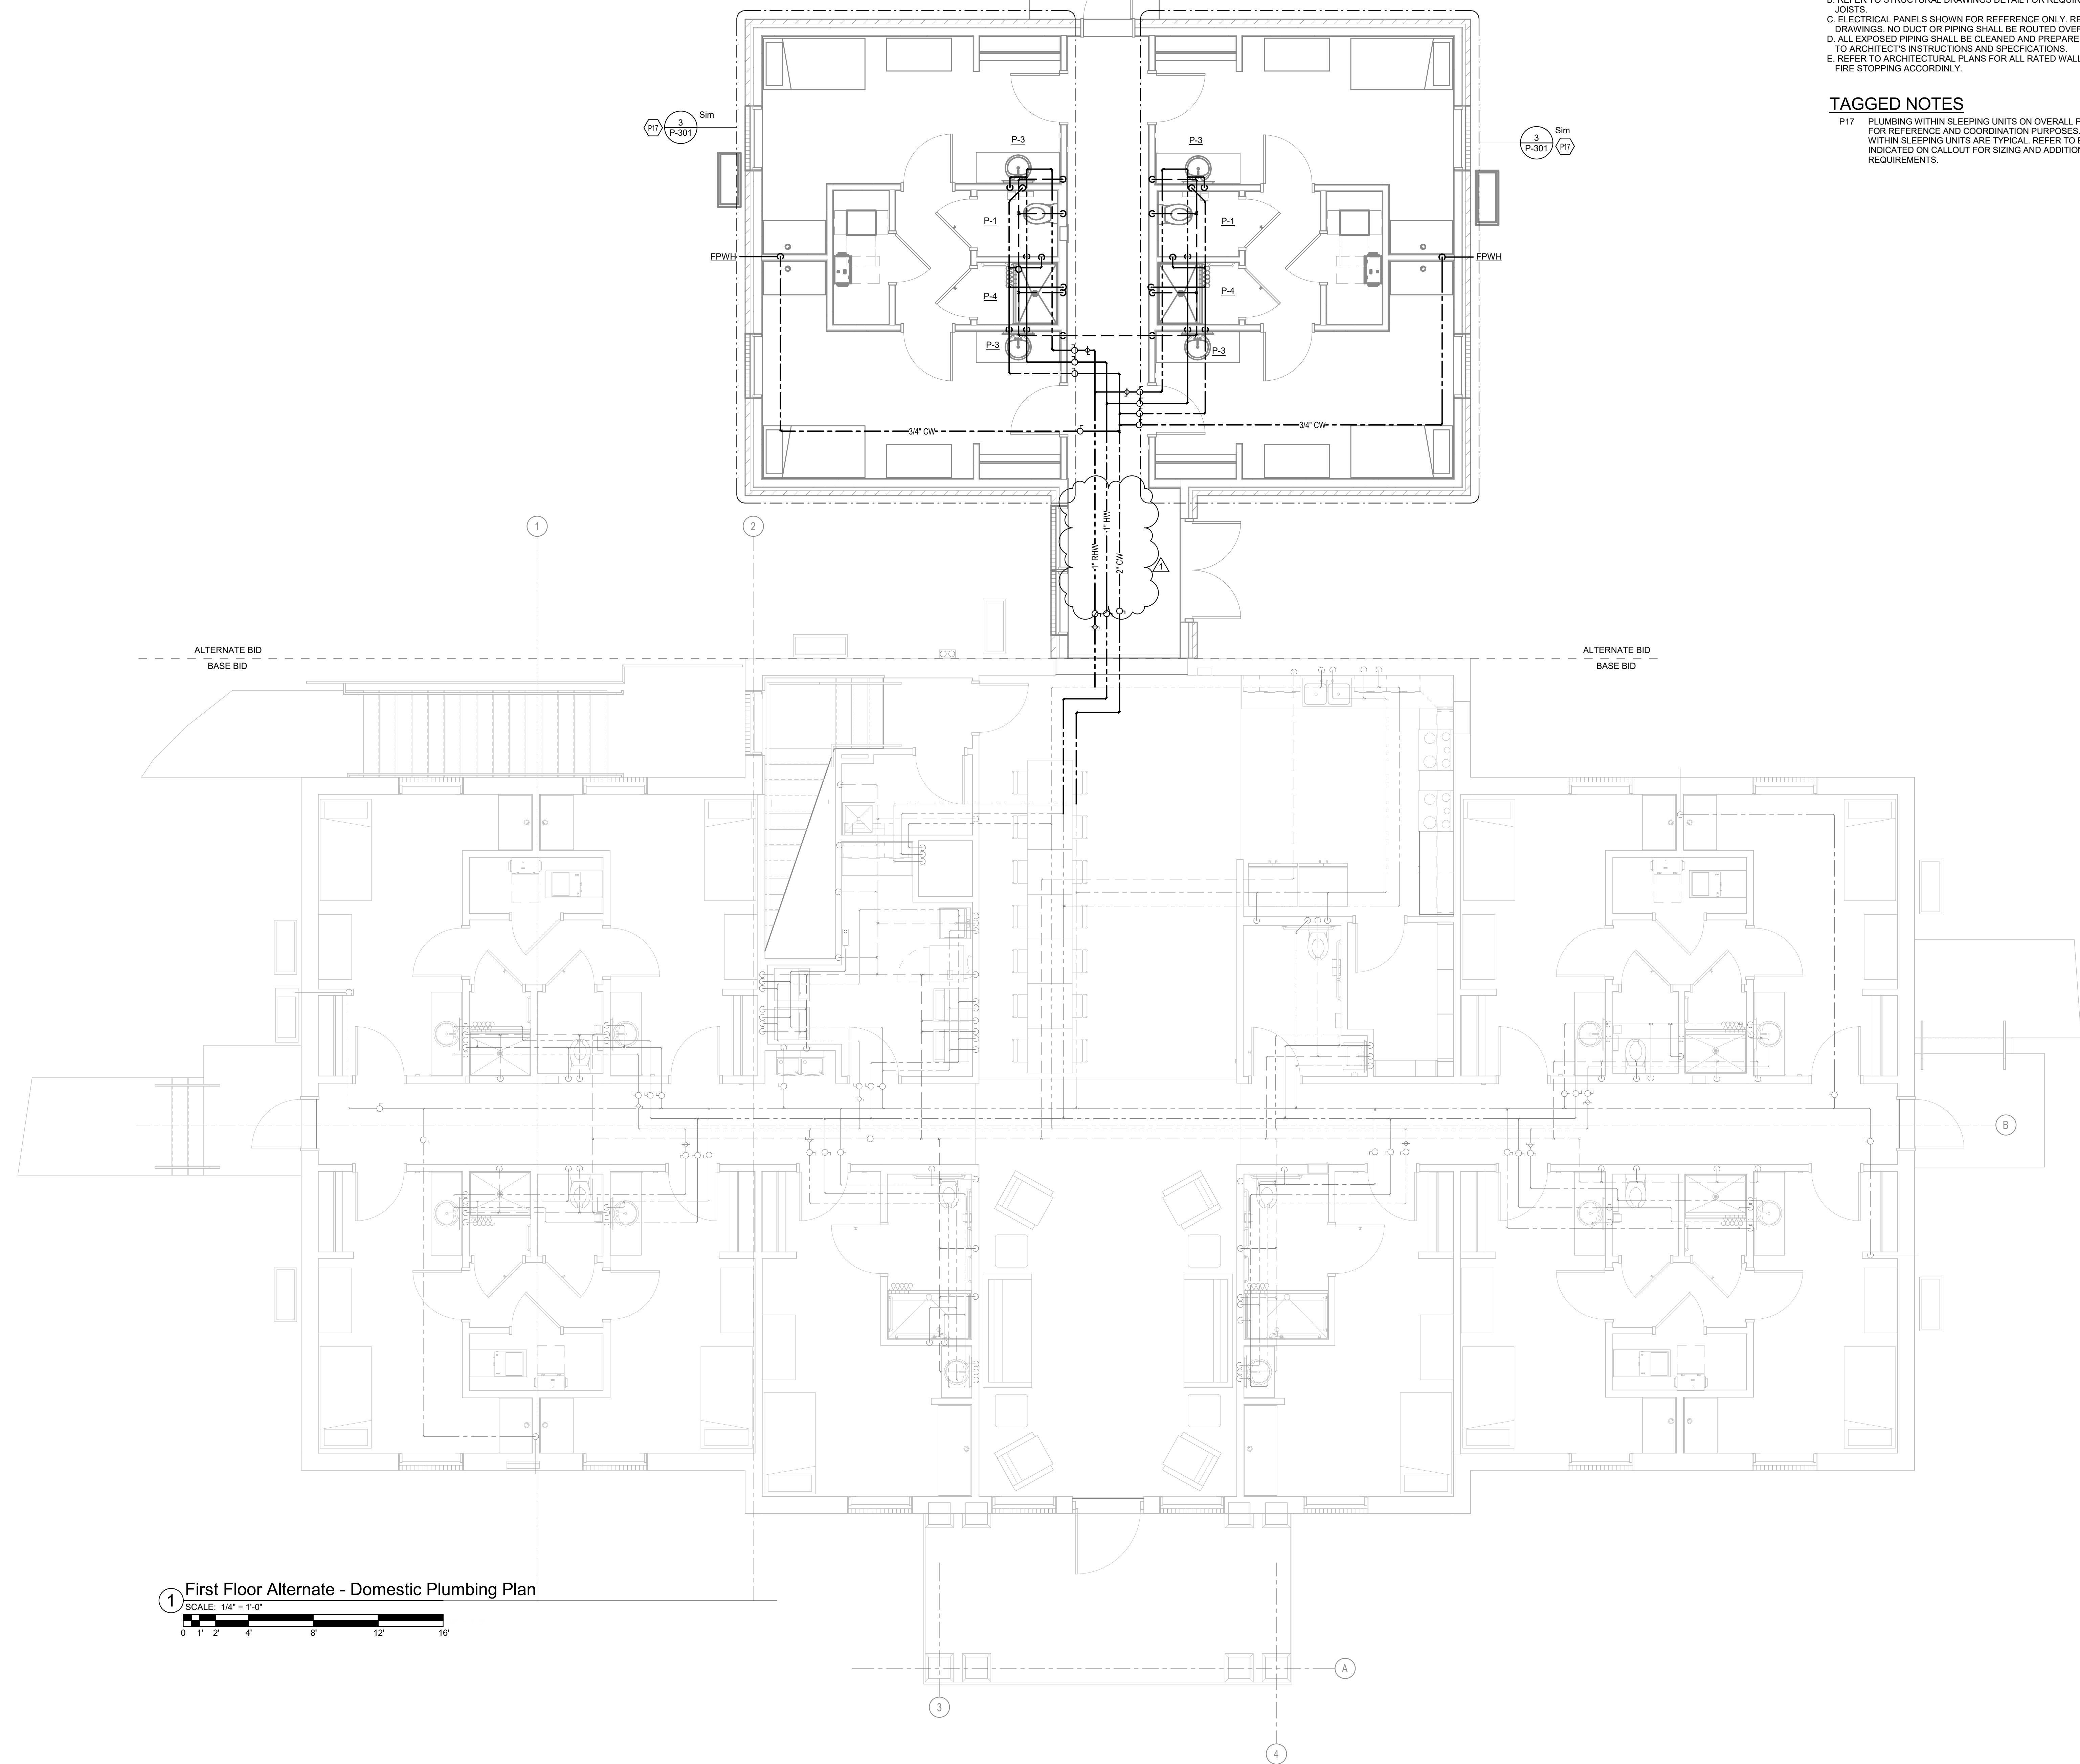 B. REFER TO STRUCTURAL DRAWINGS DETAIL FOR
JOISTS.
C. ELECTRICAL PANELS SHOWN FOR REFERENCE ONLY.
DRAWINGS. NO DUCT OR PIPING SHALL BE ROUTED
D. ALL EXPOSED PIPING SHALL BE CLEANED AND
TO ARCHITECT'S INSTRUCTIONS AND SPECFICATIONS.
E. REFER TO ARCHITECTURAL PLANS FOR ALL RATED
FIRE STOPPING ACCORDINLY.
TAGGED NOTES
P17 PLUMBING WITHIN SLEEPING UNITS ON OVERALL
FOR REFERENCE AND COORDINATION PURPOSES.
WITHIN SLEEPING UNITS ARE TYPICAL. REFER TO
INDICATED ON CALLOUT FOR SIZING AND
REQUIREMENTS.
P17
3
P-301
Sim
3
P-301
Sim
P17
P-3
P-3
P-1
P-1
FPWH
FPWH
P-4
P-4
P-3
P-3
3/4" CW
3/4" CW
1" RHW
1" HW
2" CW
1
1
2
ALTERNATE BID
BASE BID
ALTERNATE BID
BASE BID
B
A
3
4
1
First Floor Alternate - Domestic Plumbing Plan
SCALE: 1/4" = 1'-0"
0 1' 2' 4' 8' 12' 16'